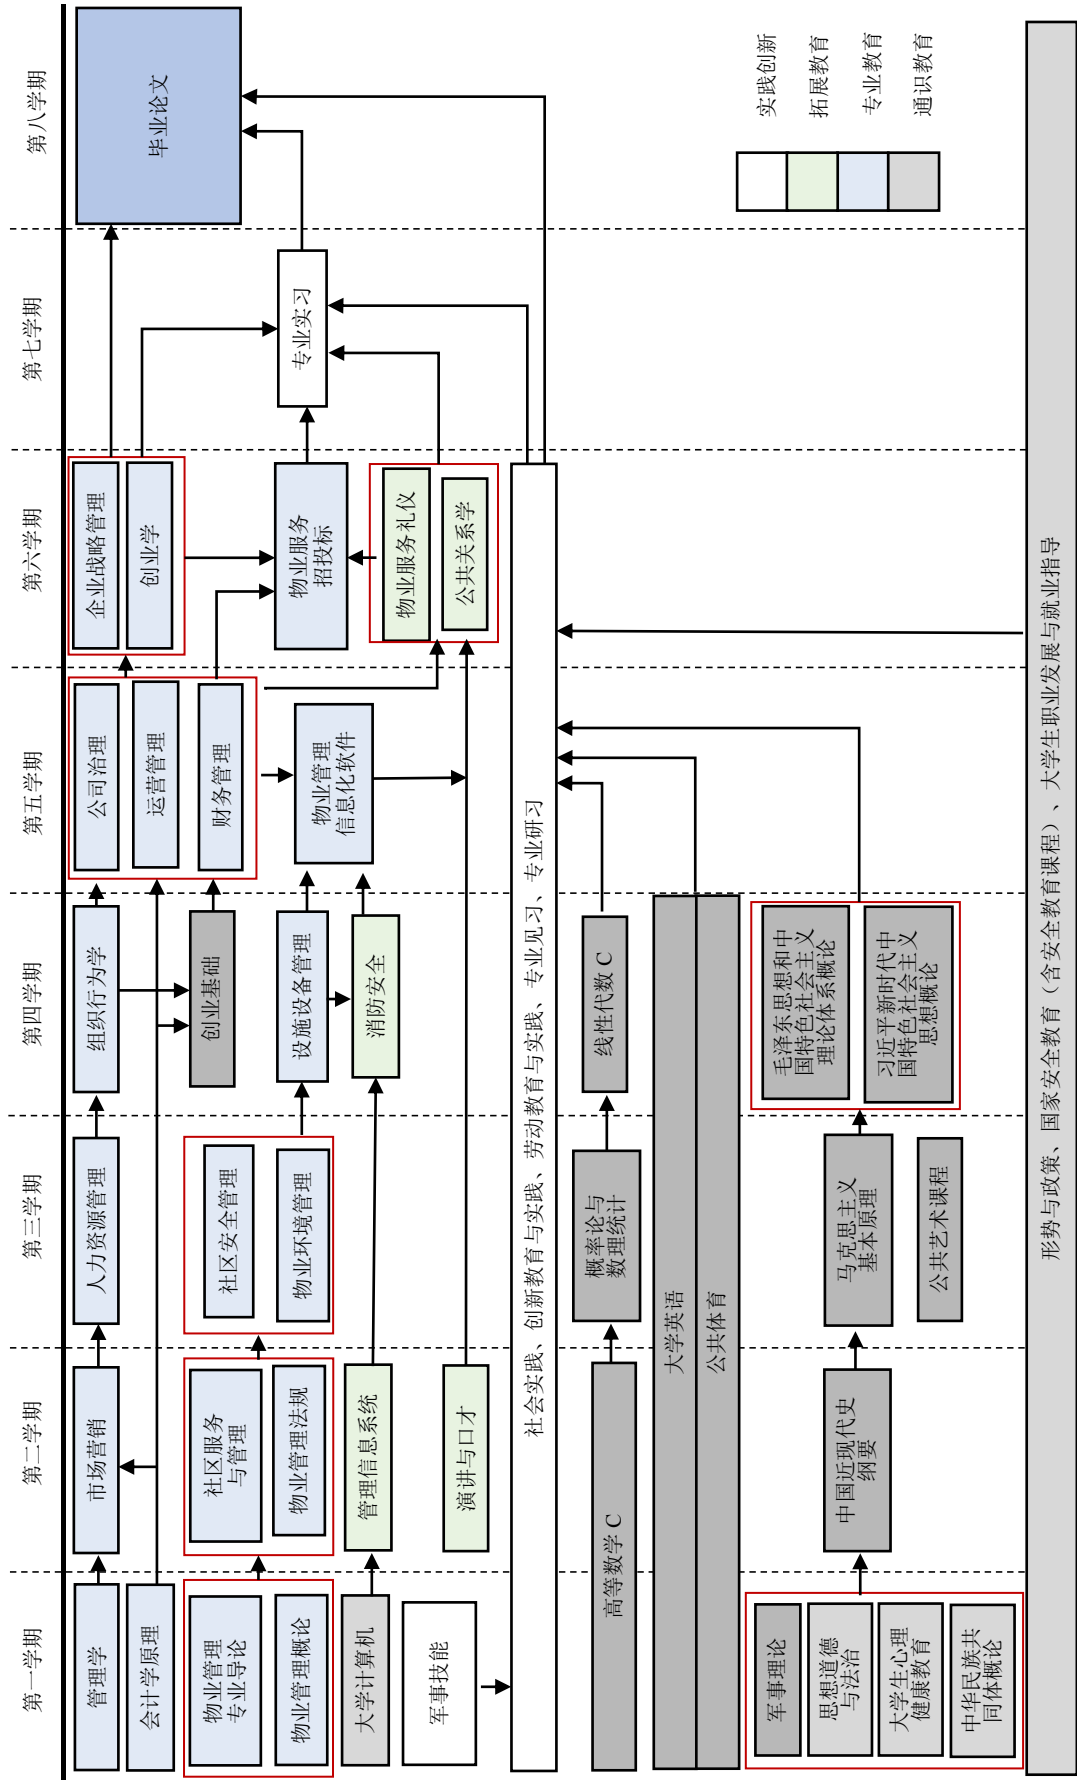 第一学期
第二学期
第三学期
第四学期
第五学期
第六学期
第七学期
第八学期
管理学
会计学原理
物业管理
专业导论
物业管理概论
大学计算机
军事技能
军事理论
思想道德
与法治
大学生心理
健康教育
中华民族共
同体概论
市场营销
社区服务
与管理
物业管理法规
管理信息系统
演讲与口才
高等数学 C
中国近现代史
纲要
人力资源管理
社区安全管理
物业环境管理
概率论与
数理统计
马克思主义
基本原理
公共艺术课程
组织行为学
创业基础
设施设备管理
消防安全
线性代数 C
毛泽东思想和中
国特色社会主义
理论体系概论
习近平新时代中
国特色社会主义
思想概论
大学英语
公共体育
公司治理
运营管理
财务管理
物业管理
信息化软件
企业战略管理
创业学
物业服务
招投标
物业服务礼仪
公共关系学
专业实习
毕业论文
社会实践、创新教育与实践、劳动教育与实践、专业见习、专业研习
形势与政策、国家安全教育（含安全教育课程）、大学生职业发展与就业指导
实践创新
拓展教育
专业教育
通识教育